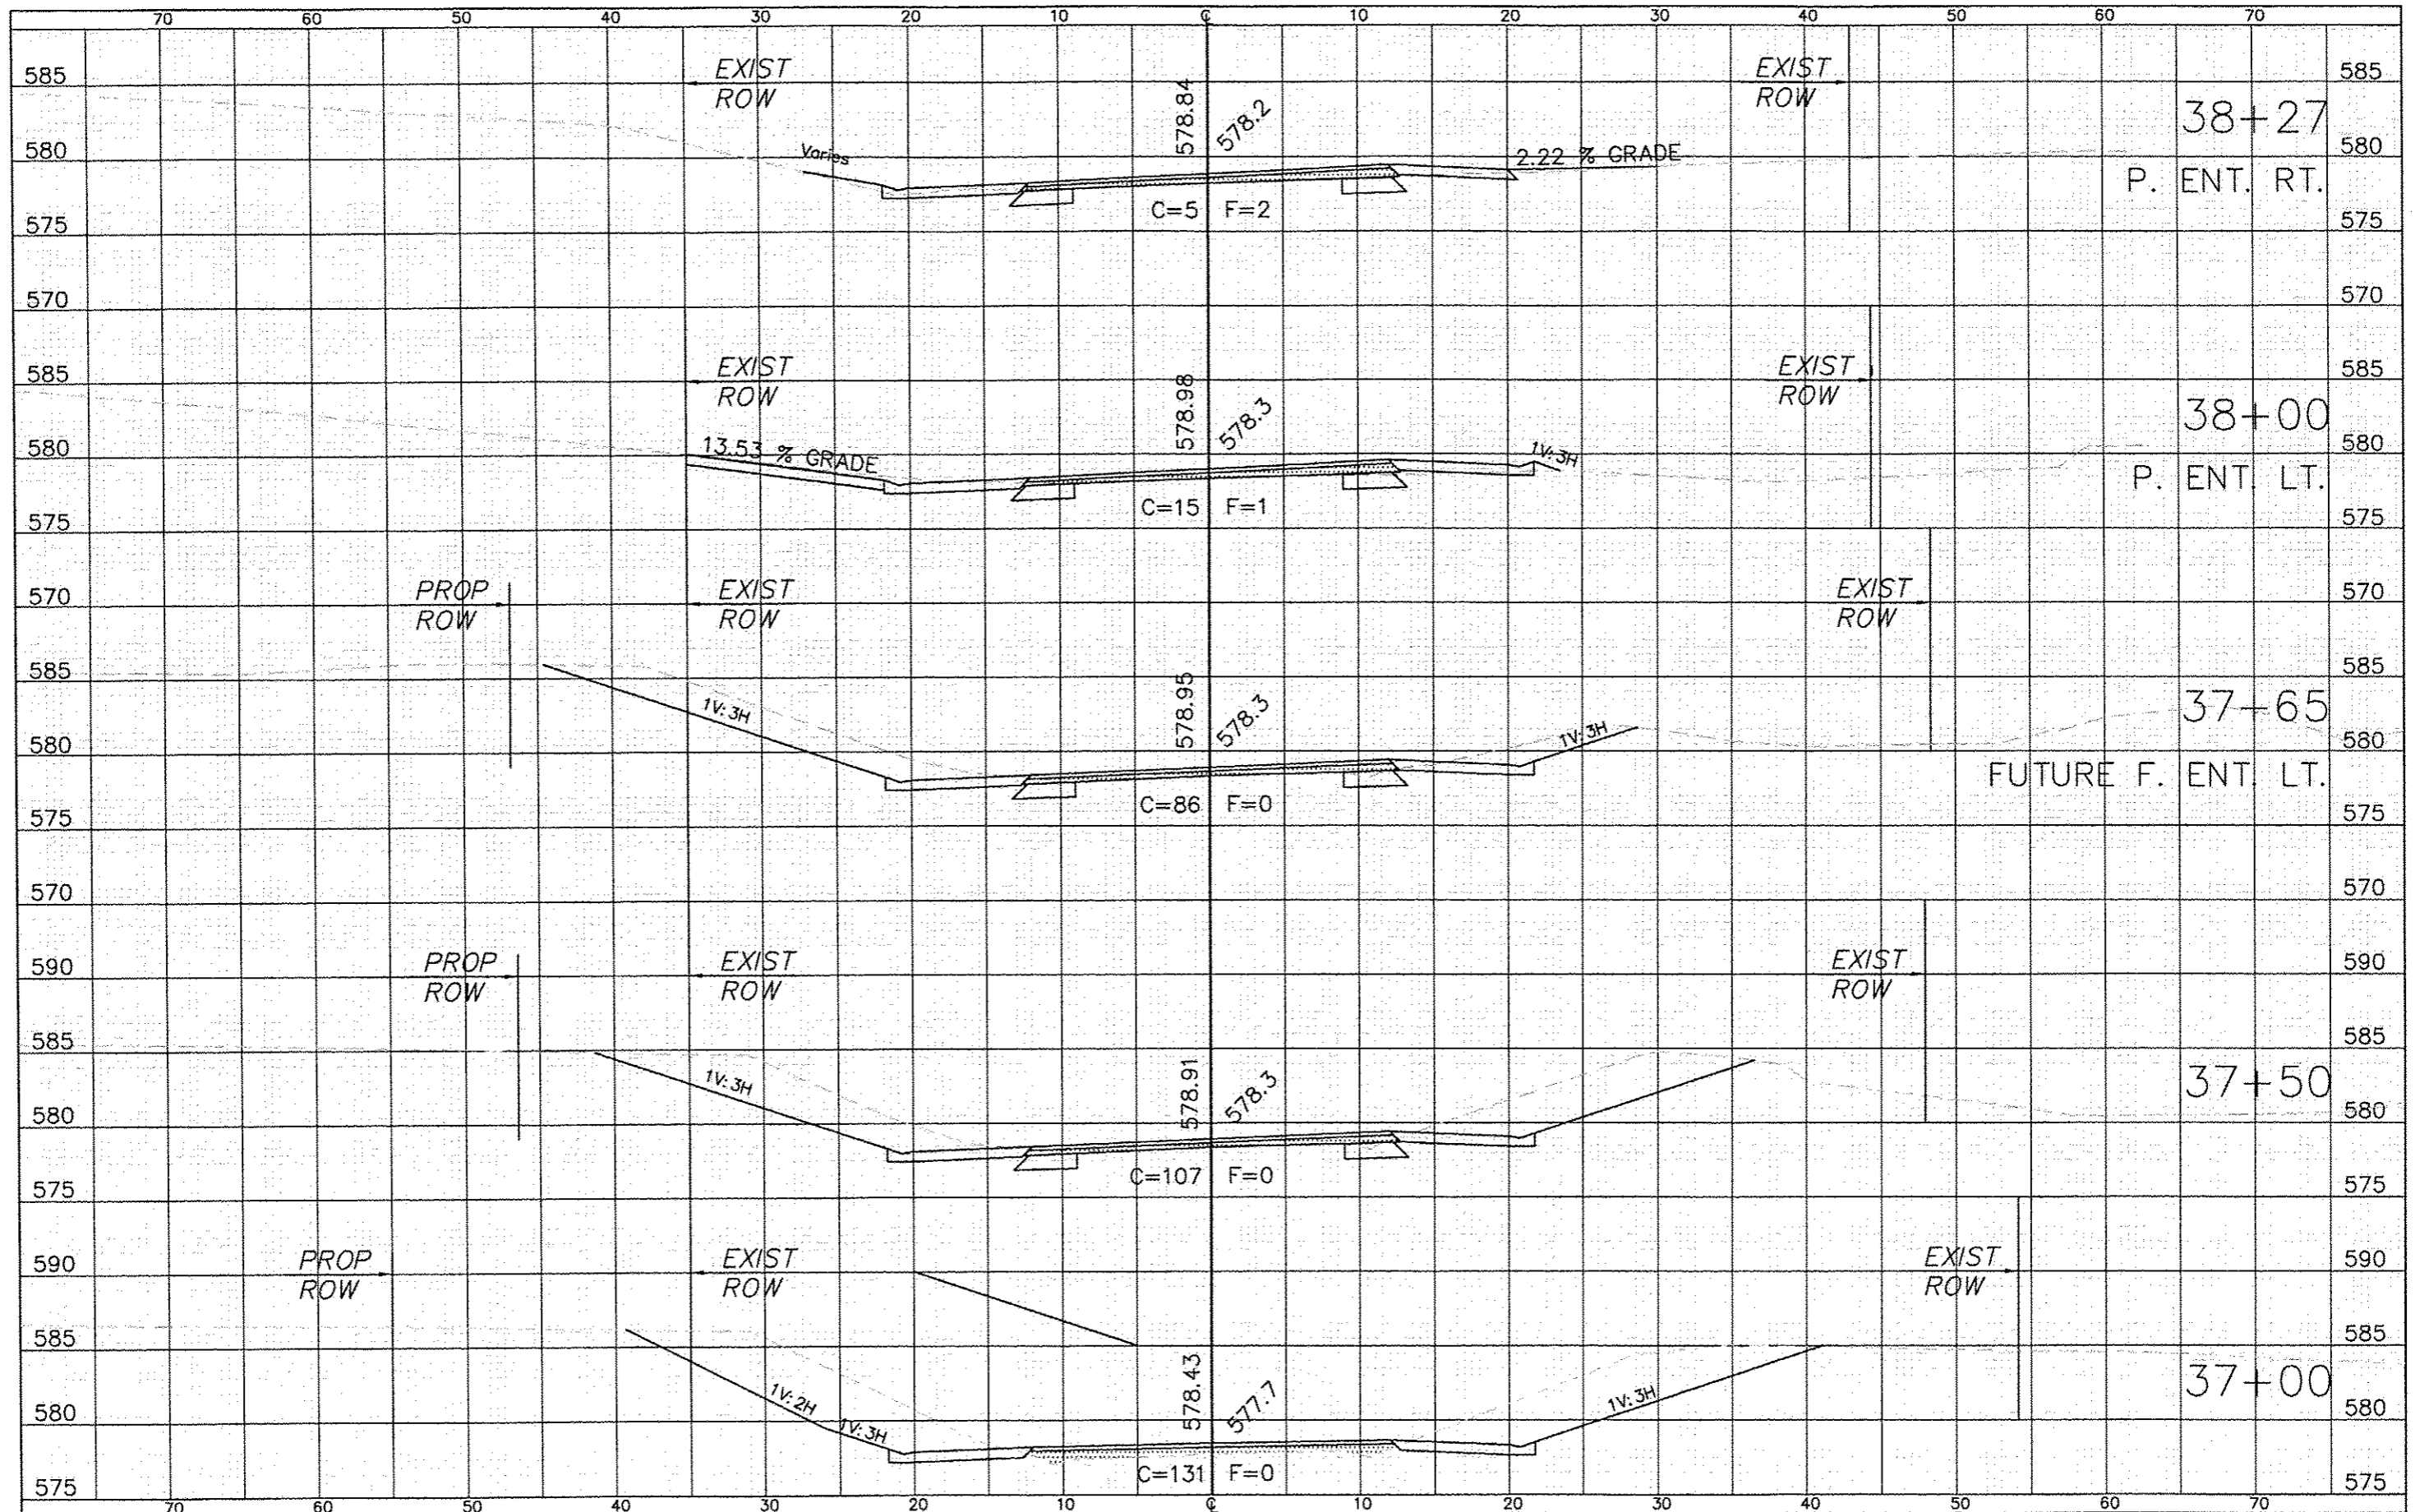 70 60 50 40 30 20 10 ℄ 10 20 30 40 50 60 70
585 EXIST ROW 578.84 578.2 EXIST ROW 585
38+27
580 Varies 2.22 % GRADE 580
P. ENT. RT.
C=5 F=2
575 575
570 570
585 EXIST ROW 578.98 578.3 EXIST ROW 585
38+00
580 13.53 % GRADE 1V:3H 580
P. ENT. LT.
C=15 F=1
575 575
570 PROP ROW EXIST ROW EXIST ROW 570
585 578.95 578.3 585
1V:3H 37+65
580 1V:3H 580
FUTURE F. ENT. LT.
C=86 F=0
575 575
570 570
590 PROP ROW EXIST ROW EXIST ROW 590
585 578.91 578.3 585
1V:3H 37+50
580 580
C=107 F=0
575 575
590 PROP ROW EXIST ROW EXIST ROW 590
585 578.43 577.7 585
1V:2H 1V:3H 37+00
580 1V:3H 580
C=131 F=0
575 575
70 60 50 40 30 20 10 ℄ 10 20 30 40 50 60 70